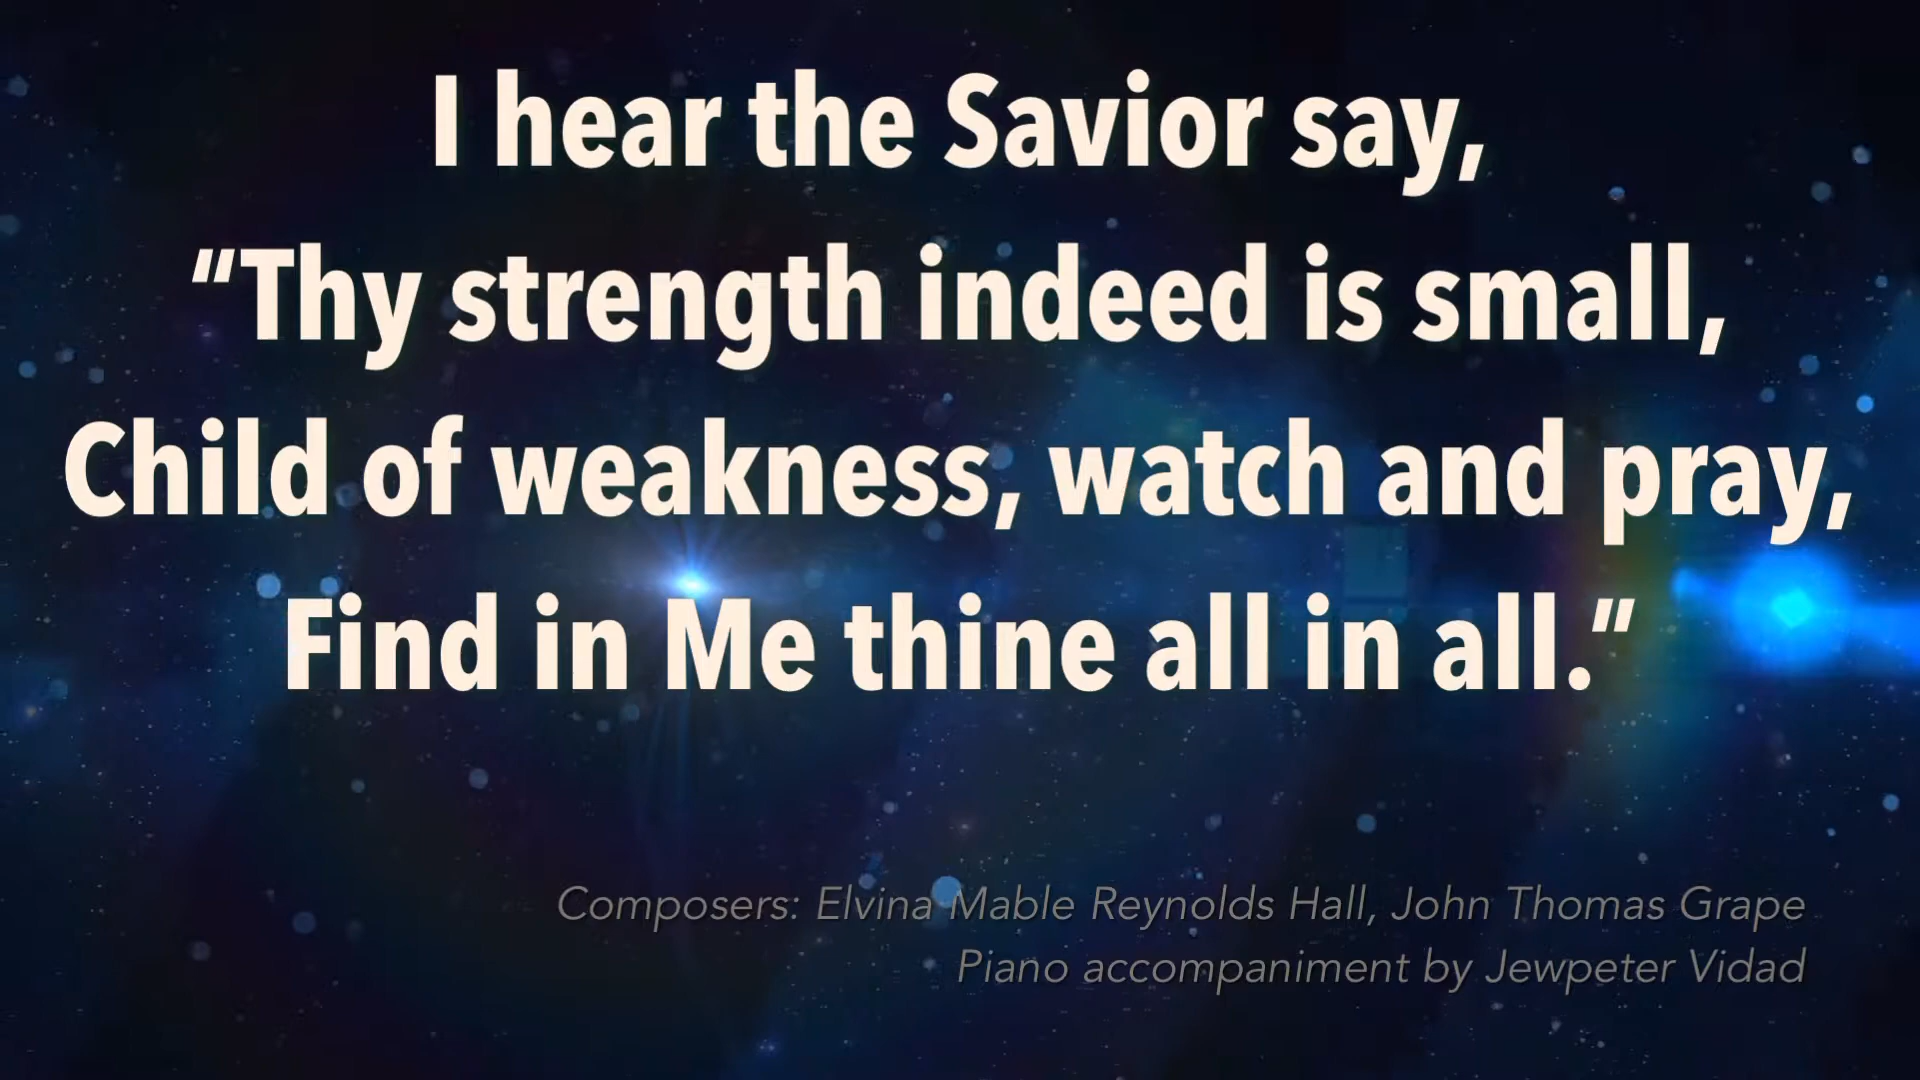 I hear the Savior say,
“Thy strength indeed is small,
Child of weakness, watch and pray,
Find in Me thine all in all.”
Composers: Elvina Mable Reynolds Hall, John Thomas Grape
Piano accompaniment by Jewpeter Vidad